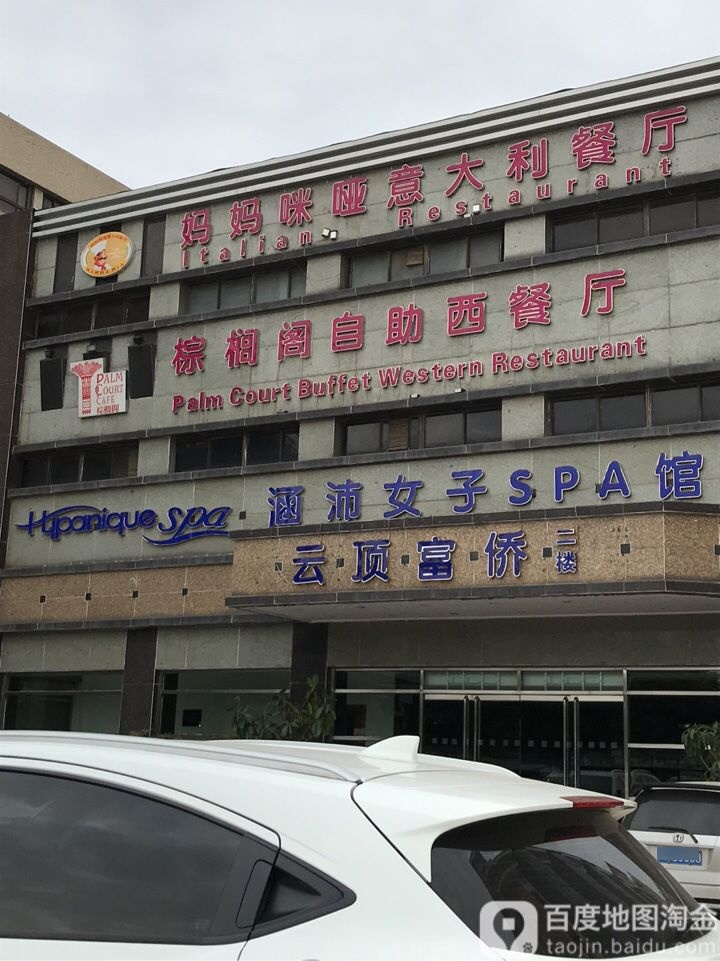 妈妈咪哑意大利餐厅
Italian Restaurant
棕榈阁自助西餐厅
Palm Court Buffet Western Restaurant
PALM
COURT
CAFE
棕榈阁
Hypanique spa
涵沛女子SPA馆
云顶富侨 二楼
百度地图淘金
taojin.baidu.com